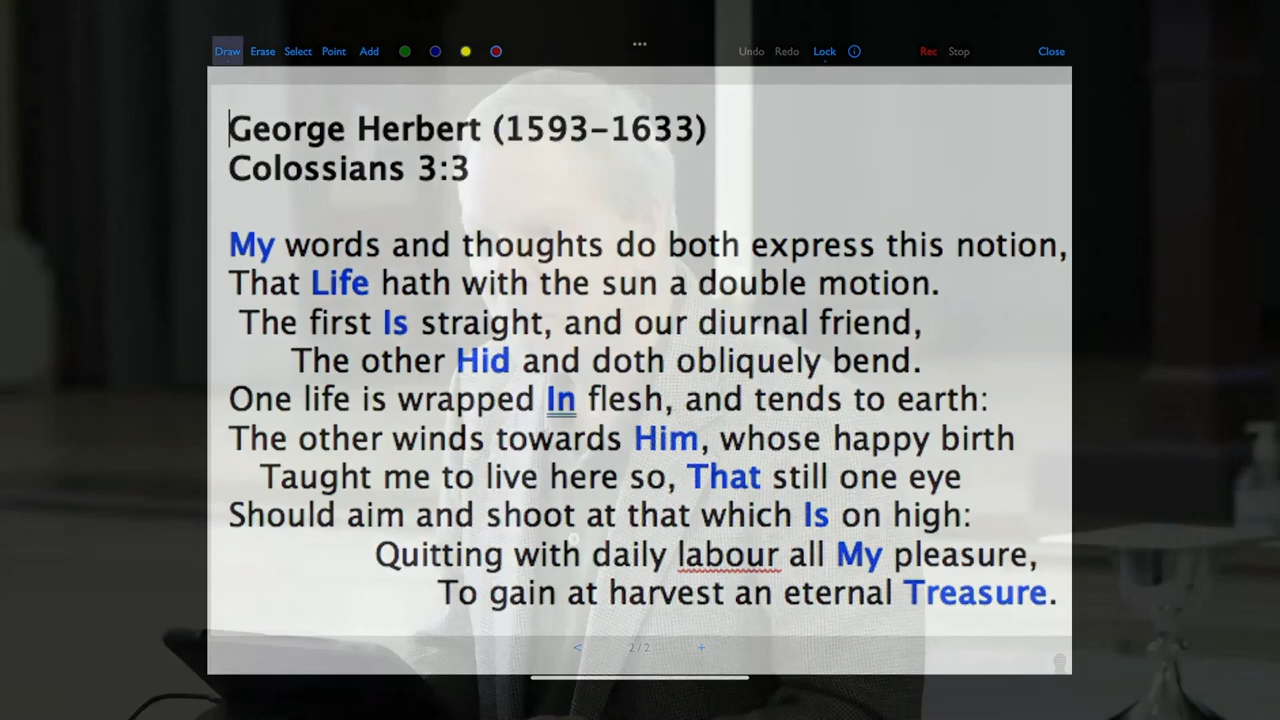 Draw Erase Select Point Add ••• Undo Redo Lock Rec Stop Close
George Herbert (1593–1633)
Colossians 3:3
My words and thoughts do both express this notion,
That Life hath with the sun a double motion.
The first Is straight, and our diurnal friend,
The other Hid and doth obliquely bend.
One life is wrapped In flesh, and tends to earth:
The other winds towards Him, whose happy birth
Taught me to live here so, That still one eye
Should aim and shoot at that which Is on high:
Quitting with daily labour all My pleasure,
To gain at harvest an eternal Treasure.
< 2/2 +